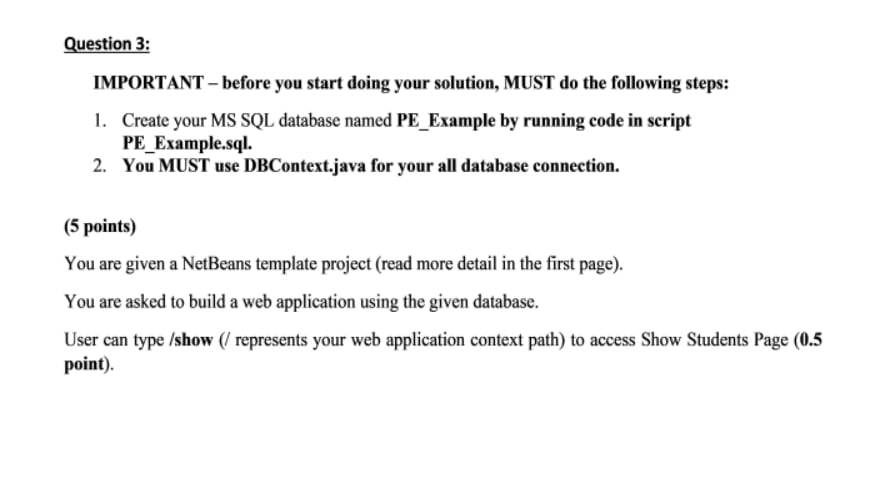 Question 3:
IMPORTANT – before you start doing your solution, MUST do the following steps:
1. Create your MS SQL database named PE_Example by running code in script
PE_Example.sql.
2. You MUST use DBContext.java for your all database connection.
(5 points)
You are given a NetBeans template project (read more detail in the first page).
You are asked to build a web application using the given database.
User can type /show (/ represents your web application context path) to access Show Students Page (0.5
point).